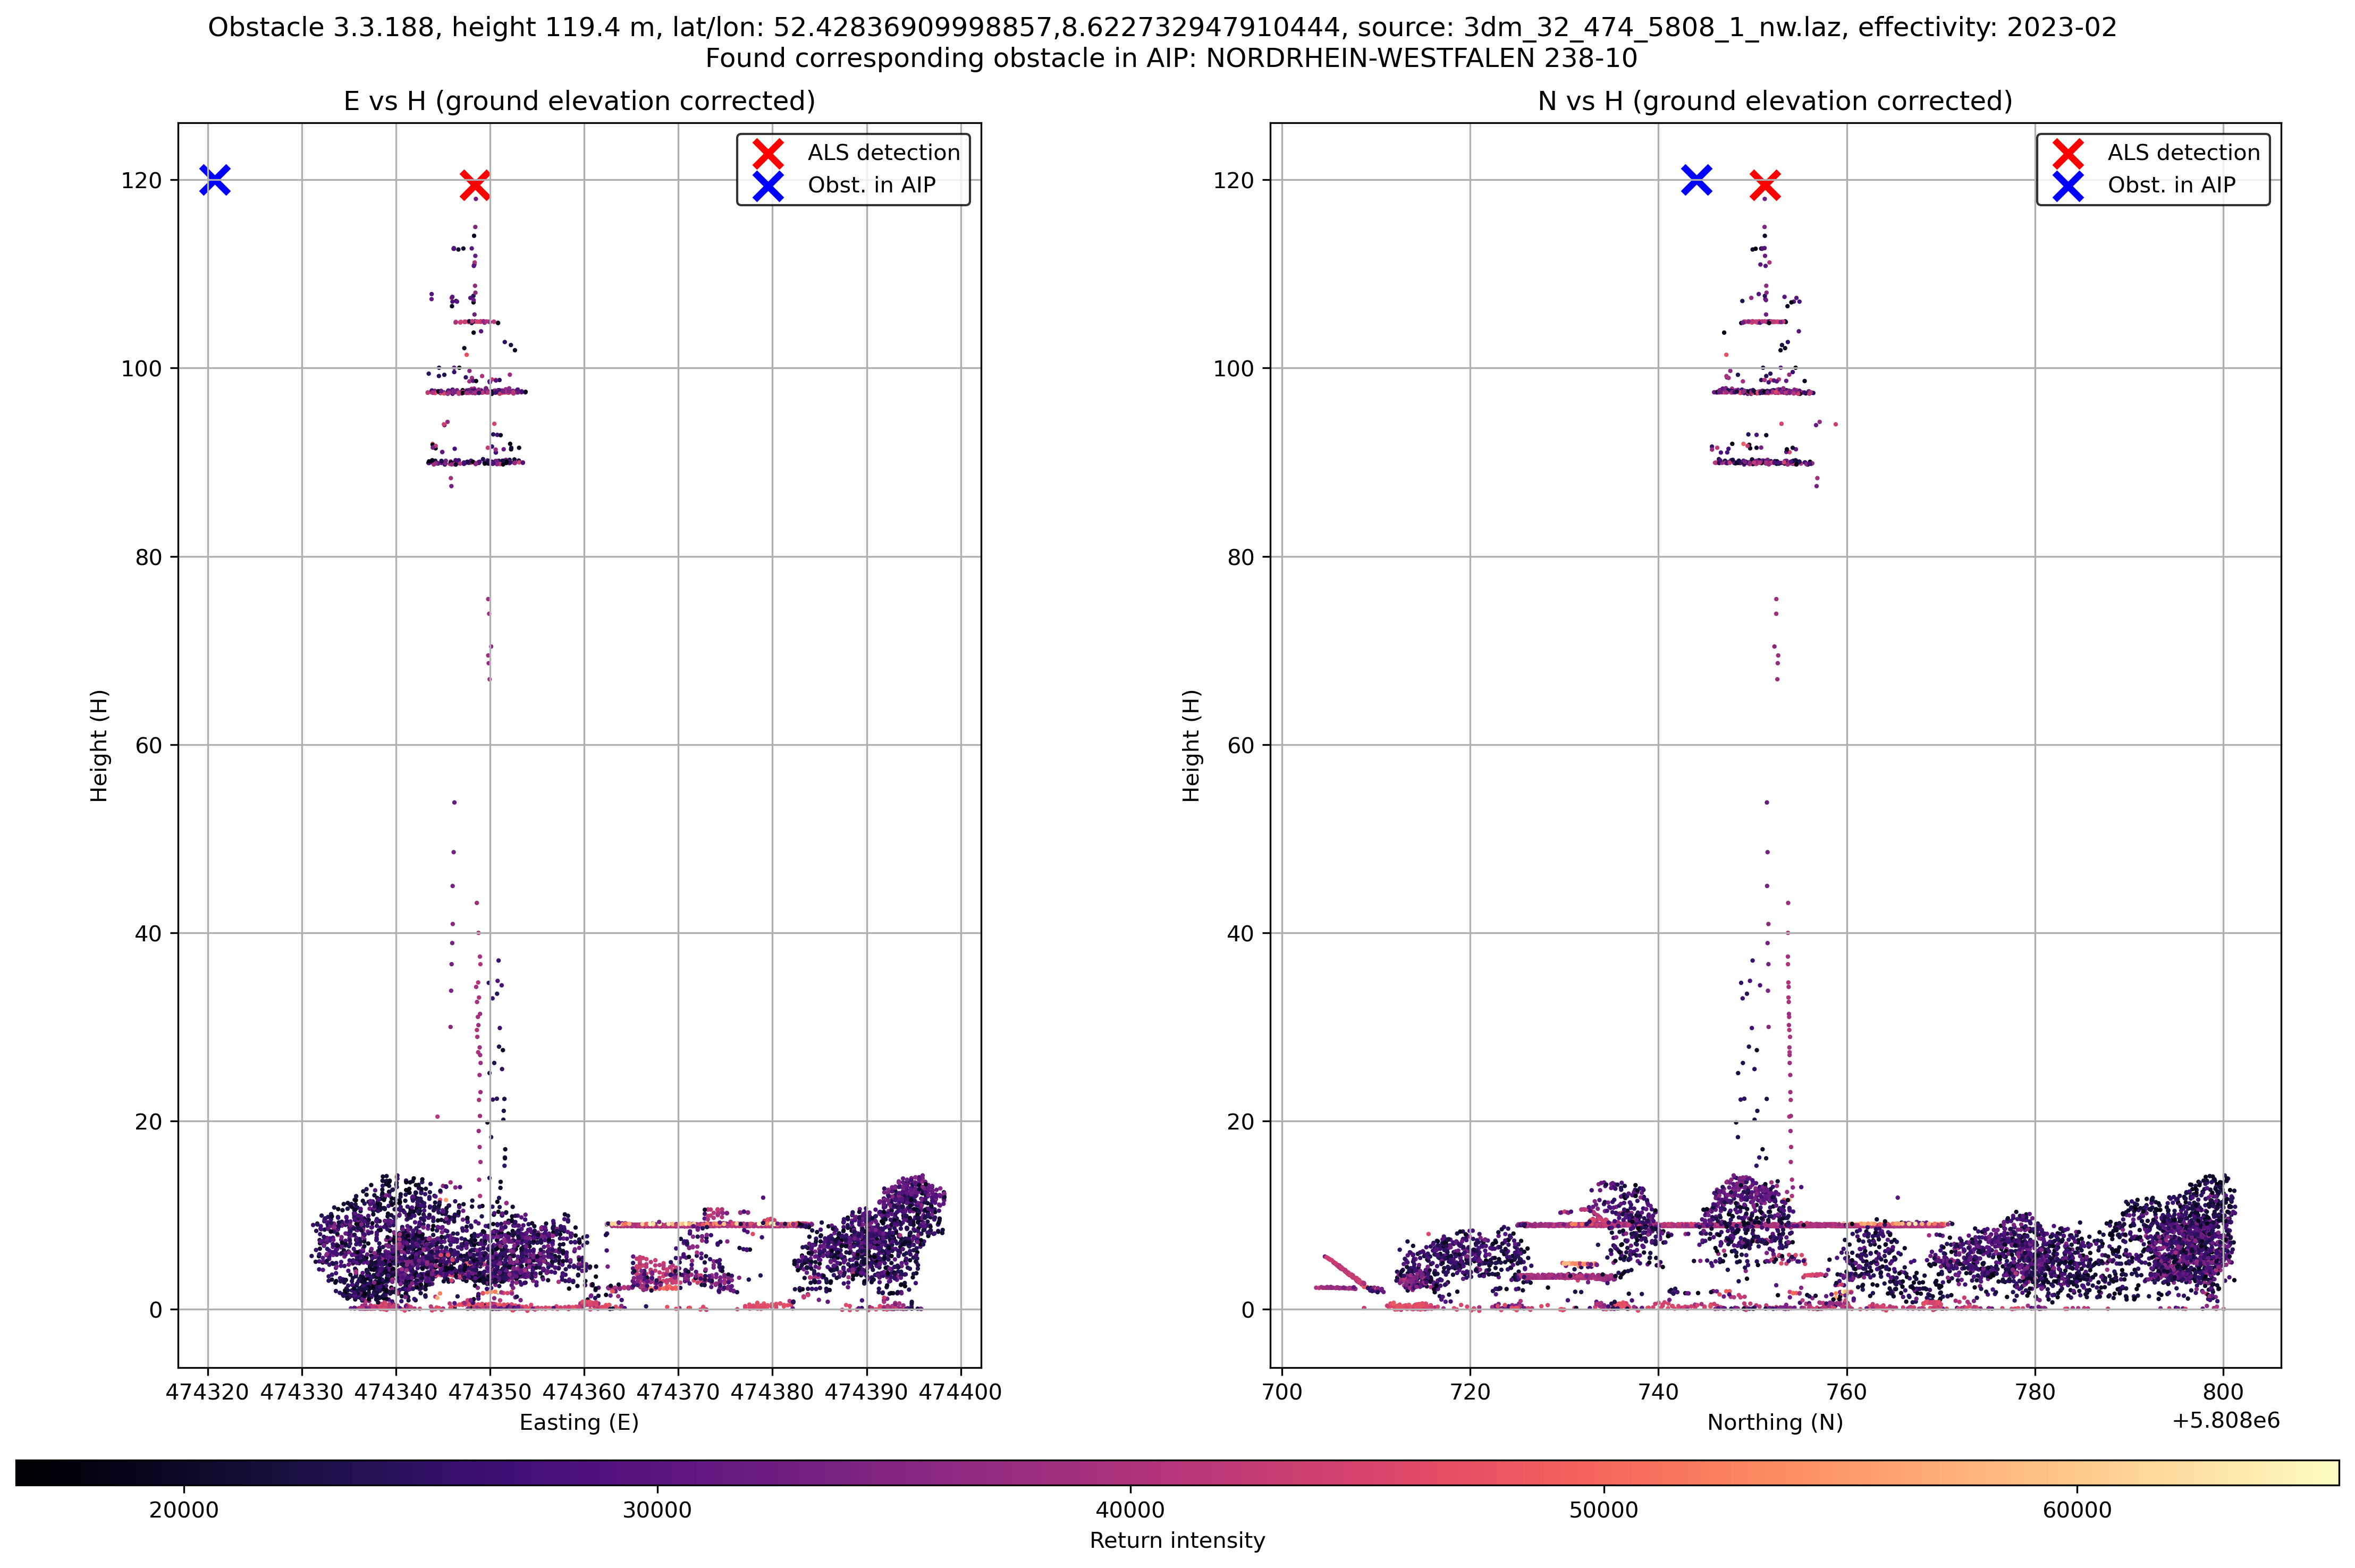 Obstacle 3.3.188, height 119.4 m, lat/lon: 52.42836909998857,8.622732947910444, source: 3dm_32_474_5808_1_nw.laz, effectivity: 2023-02
Found corresponding obstacle in AIP: NORDRHEIN-WESTFALEN 238-10
E vs H (ground elevation corrected)
ALS detection
Obst. in AIP
120
100
80
60
40
20
0
Height (H)
474320 474330 474340 474350 474360 474370 474380 474390 474400
Easting (E)
N vs H (ground elevation corrected)
ALS detection
Obst. in AIP
120
100
80
60
40
20
0
Height (H)
700 720 740 760 780 800
Northing (N)
+5.808e6
20000 30000 40000 50000 60000
Return intensity